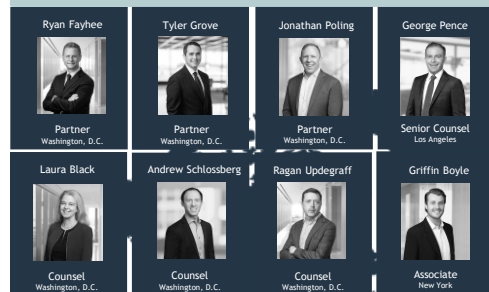 Ryan Fayhee
Tyler Grove
Jonathan Poling
George Pence
Partner
Washington, D.C.
Partner
Washington, D.C.
Partner
Washington, D.C.
Senior Counsel
Los Angeles
Laura Black
Andrew Schlossberg
Ragan Updegraff
Griffin Boyle
Counsel
Washington, D.C.
Counsel
Washington, D.C.
Counsel
Washington, D.C.
Associate
New York